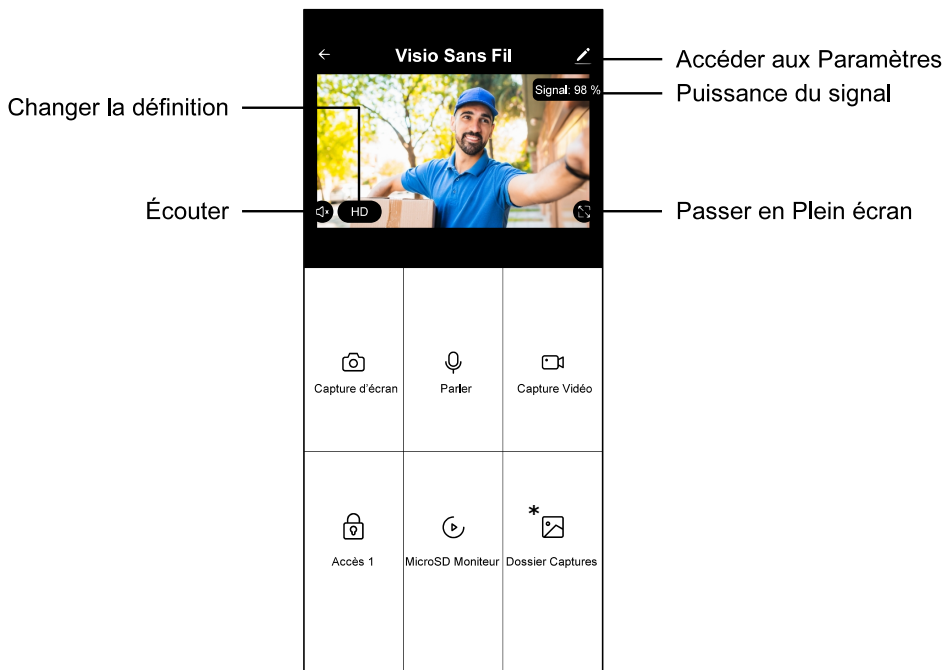 Visio Sans Fil
Accéder aux Paramètres
Signal: 98 %
Puissance du signal
Changer la définition
Écouter
HD
Passer en Plein écran
Capture d'écran
Parler
Capture Vidéo
*
Accès 1
MicroSD Moniteur
Dossier Captures